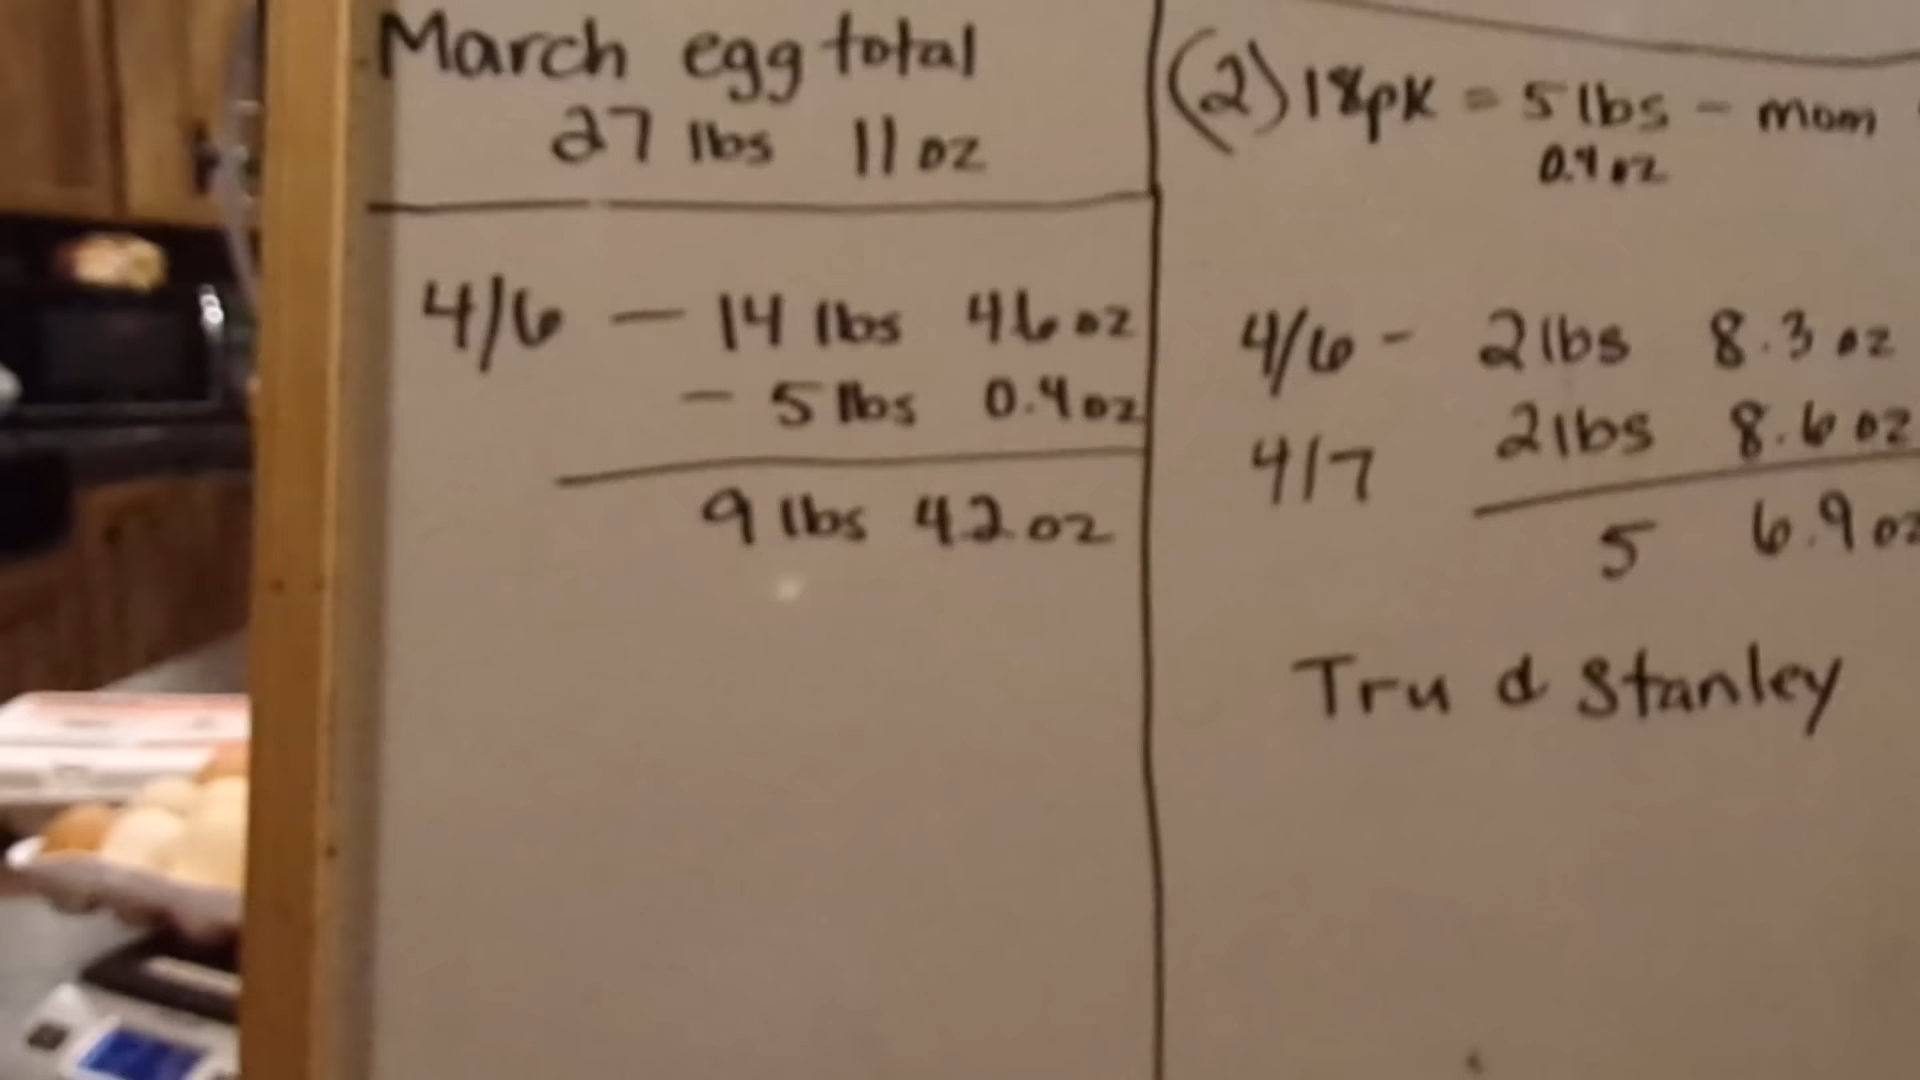 March egg total
27 lbs 11 oz
4/6 — 14 lbs 4.6 oz
- 5 lbs 0.4 oz
9 lbs 4.2 oz
(2) 18pk = 5 lbs - mom
0.4 oz
4/6 - 2 lbs 8.3 oz
4/7 2 lbs 8.6 oz
5 6.9 oz
Tru & Stanley